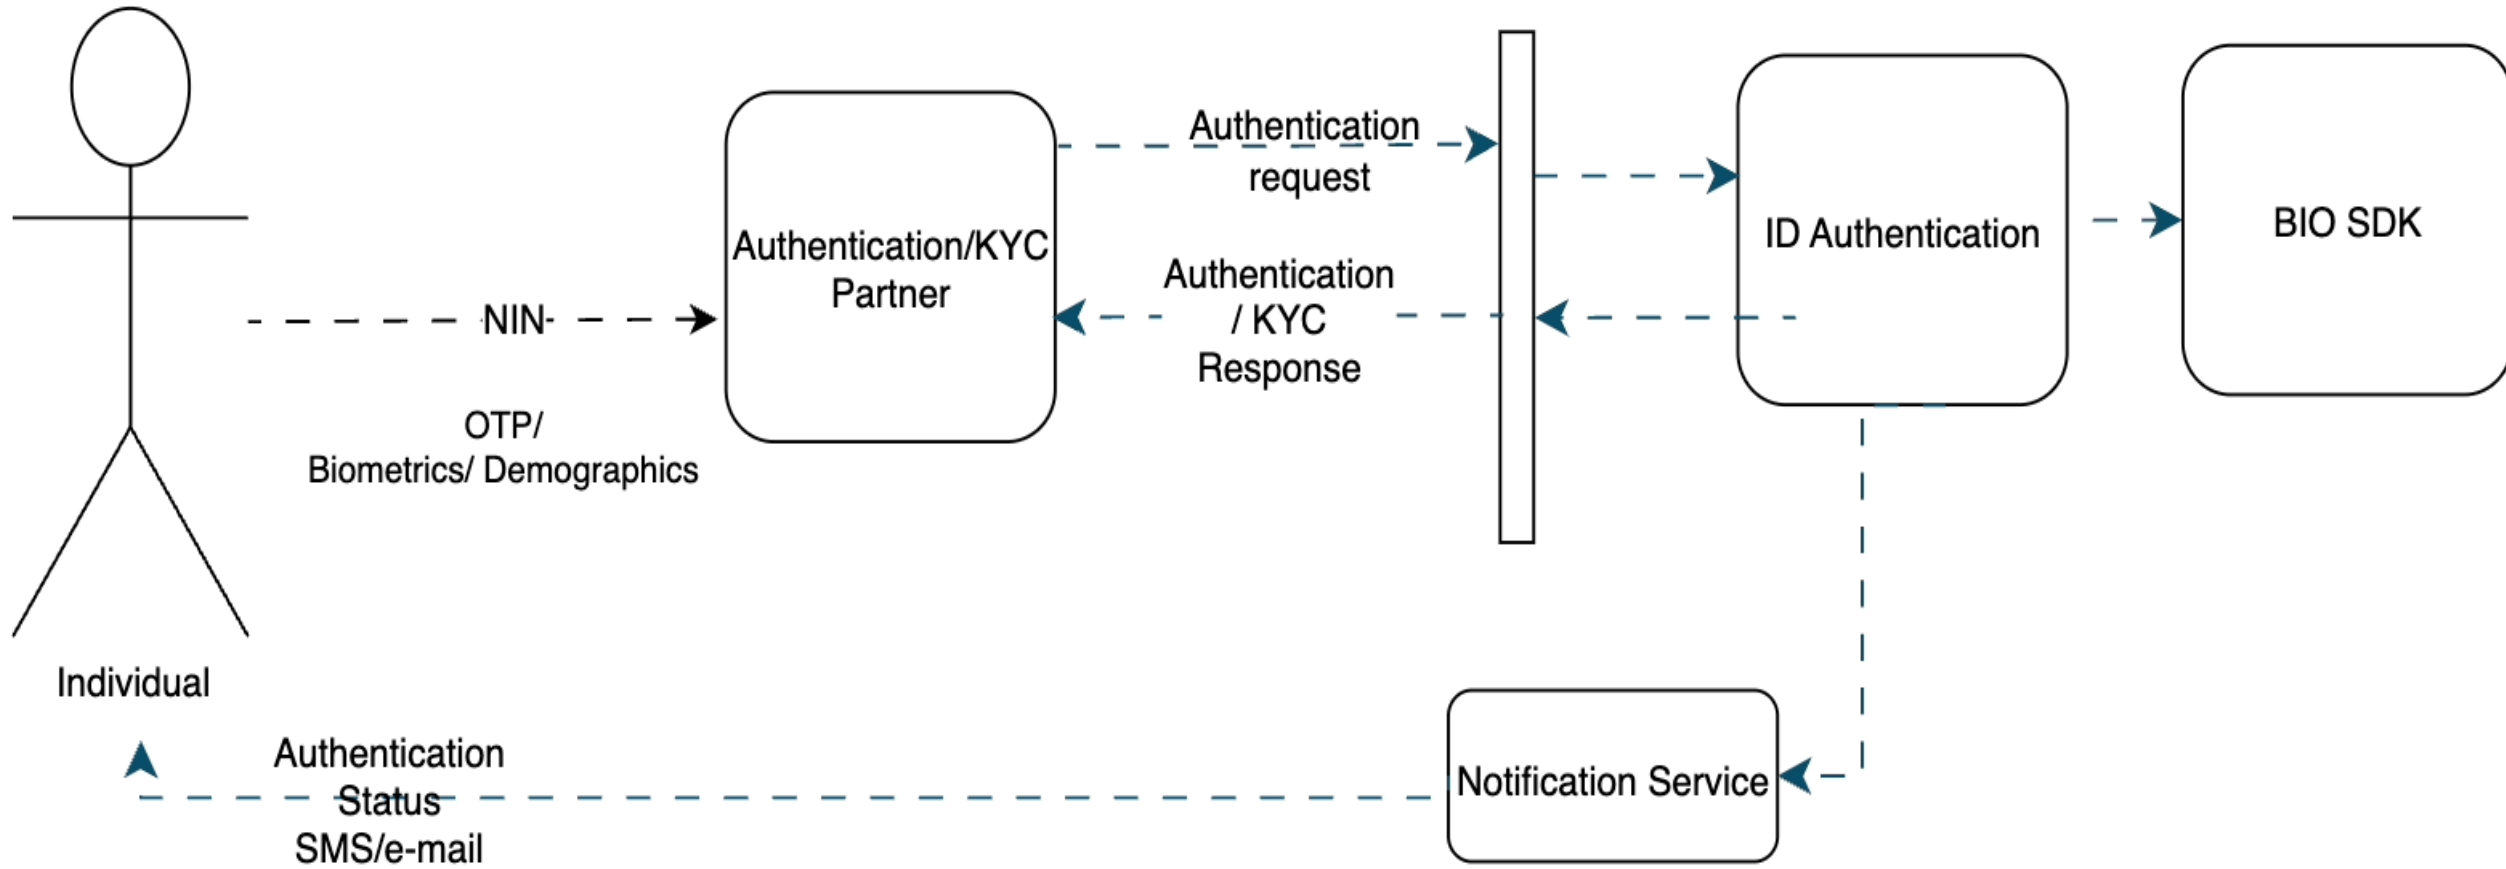 Authentication
request
ID Authentication
BIO SDK
Authentication/KYC
Partner
Authentication
/ KYC
Response
NIN
OTP/
Biometrics/ Demographics
Individual
Authentication
Status
SMS/e-mail
Notification Service